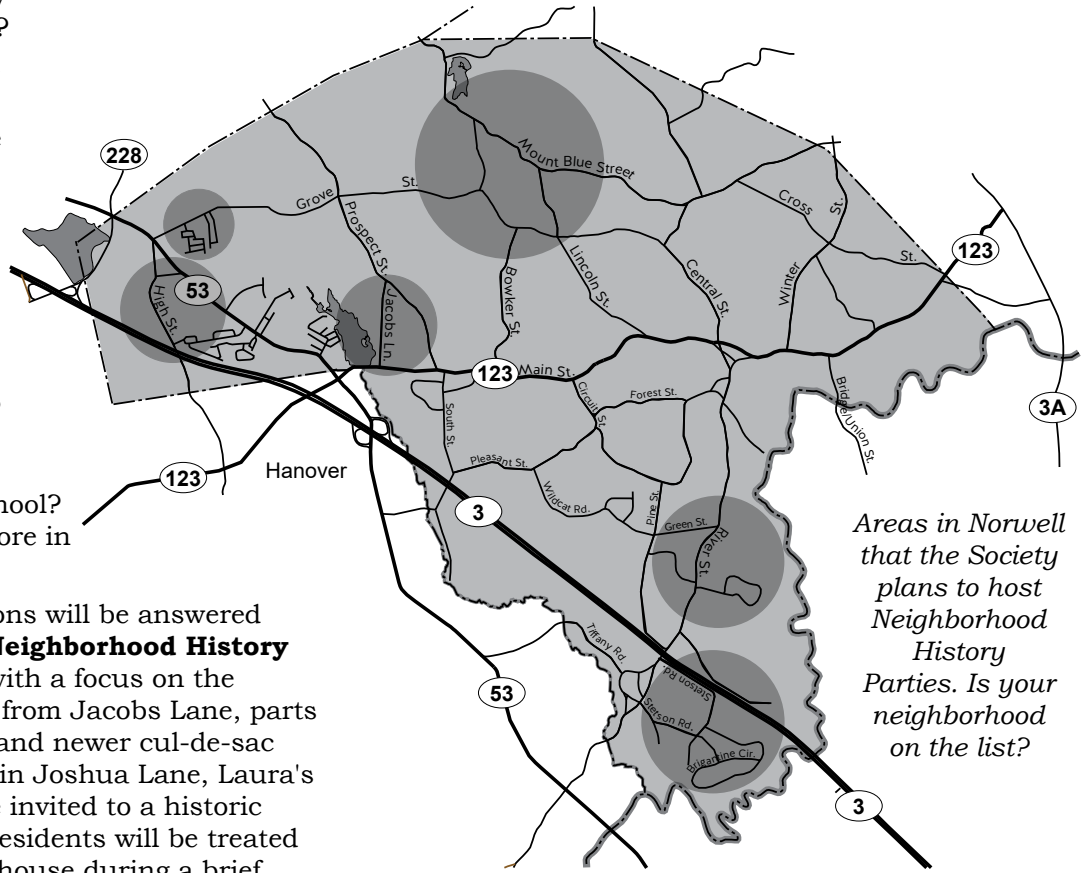 ?
228
Mount Blue Street
Grove St.
Cross St.
Prospect St.
53
High St.
Jacobs Ln.
Bowker St.
Lincoln St.
Central St.
Winter St.
123
123
Main St.
Circuit St.
Forest St.
South St.
Bridge/Union St.
3A
Pleasant St.
123
Hanover
Wildcat Rd.
Pine St.
Green St.
River St.
3
Tiffany Rd.
Stetson Rd.
Stetson Rd.
Brigantine Cir.
53
3
hool?
ore in
ons will be answered
Neighborhood History
with a focus on the
from Jacobs Lane, parts
and newer cul-de-sac
in Joshua Lane, Laura's
e invited to a historic
esidents will be treated
house during a brief
Areas in Norwell
that the Society
plans to host
Neighborhood
History
Parties. Is your
neighborhood
on the list?